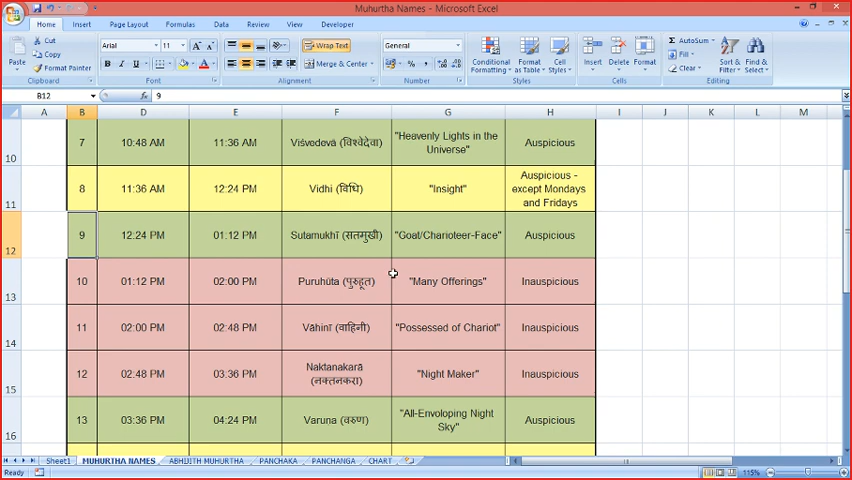 Muhurtha Names - Microsoft Excel
Home Insert Page Layout Formulas Data Review View Developer
Paste
Cut
Copy
Format Painter
Clipboard
Arial 11
B I U
Font
Wrap Text
Merge & Center
Alignment
General
Number
Conditional Formatting
Format as Table
Cell Styles
Styles
Insert Delete Format
Cells
AutoSum
Fill
Clear
Sort & Filter
Find & Select
Editing
B12 fx 9
A B D E F G H I J K L M
10 7 10:48 AM 11:36 AM Viśvedevā (विश्वेदेवा) "Heavenly Lights in the
Universe" Auspicious
11 8 11:36 AM 12:24 PM Vidhi (विधि) "Insight" Auspicious -
except Mondays
and Fridays
12 9 12:24 PM 01:12 PM Sutamukhī (सतमुखी) "Goat/Charioteer-Face" Auspicious
13 10 01:12 PM 02:00 PM Puruhūta (पुरुहूत) "Many Offerings" Inauspicious
14 11 02:00 PM 02:48 PM Vāhinī (वाहिनी) "Possessed of Chariot" Inauspicious
15 12 02:48 PM 03:36 PM Naktanakarā
(नक्तनकरा) "Night Maker" Inauspicious
16 13 03:36 PM 04:24 PM Varuṇa (वरुण) "All-Envoloping Night
Sky" Auspicious
Sheet1 MUHURTHA NAMES ABHIJITH MUHURTHA PANCHAKA PANCHANGA CHART
Ready 115%